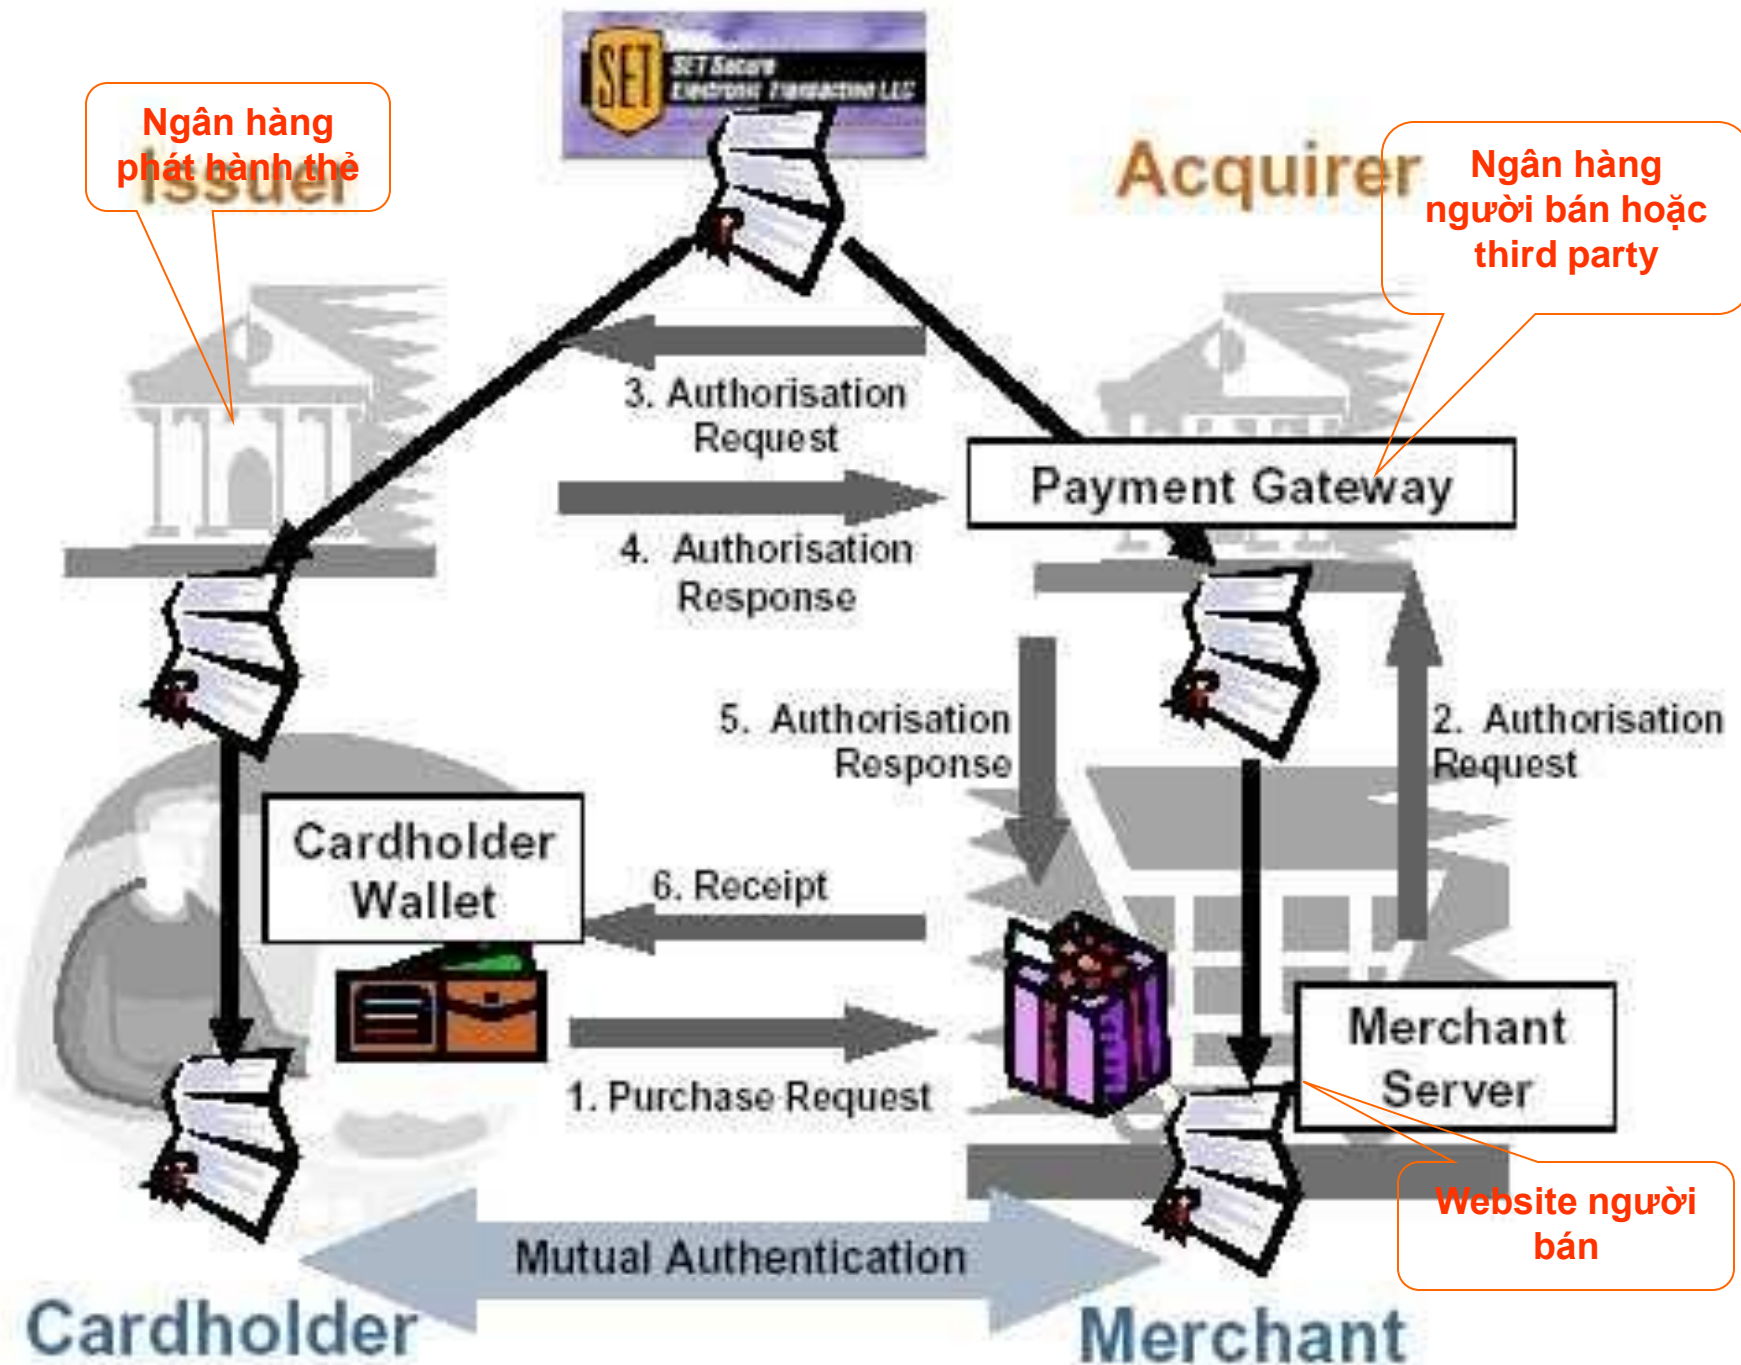 SET
SET Secure
Electronic Transaction LLC
Ngân hàng
phát hành thẻ
Issuer
Acquirer
Ngân hàng
người bán hoặc
third party
3. Authorisation
Request
Payment Gateway
4. Authorisation
Response
5. Authorisation
Response
2. Authorisation
Request
Cardholder
Wallet
6. Receipt
Merchant
Server
1. Purchase Request
Website người
bán
Mutual Authentication
Cardholder
Merchant